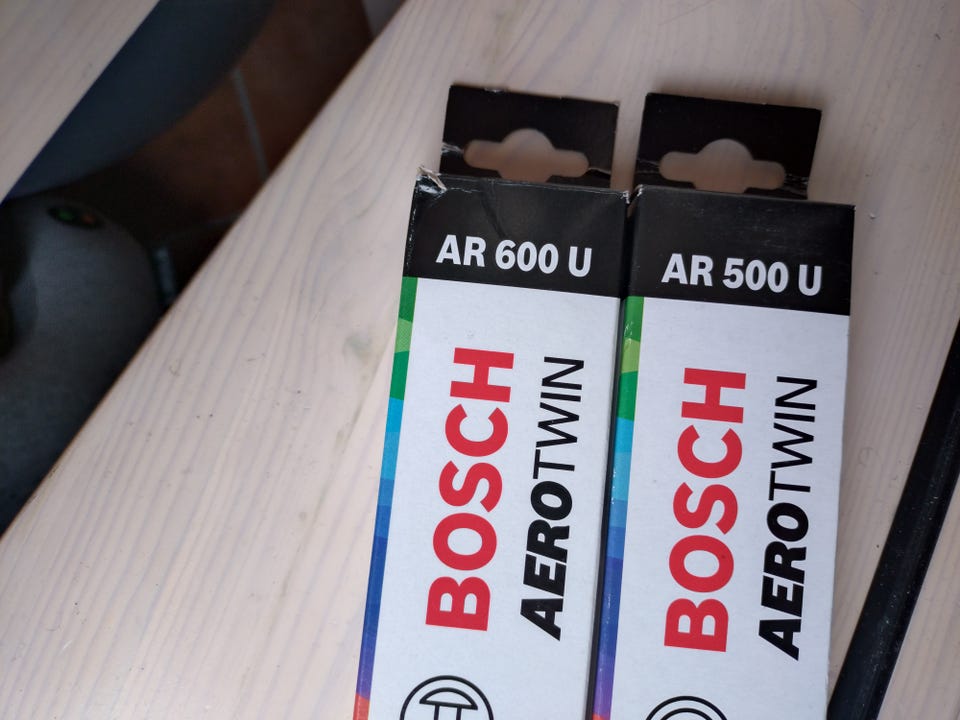 AR 600 U
BOSCH
AEROTWIN
AR 500 U
BOSCH
AEROTWIN